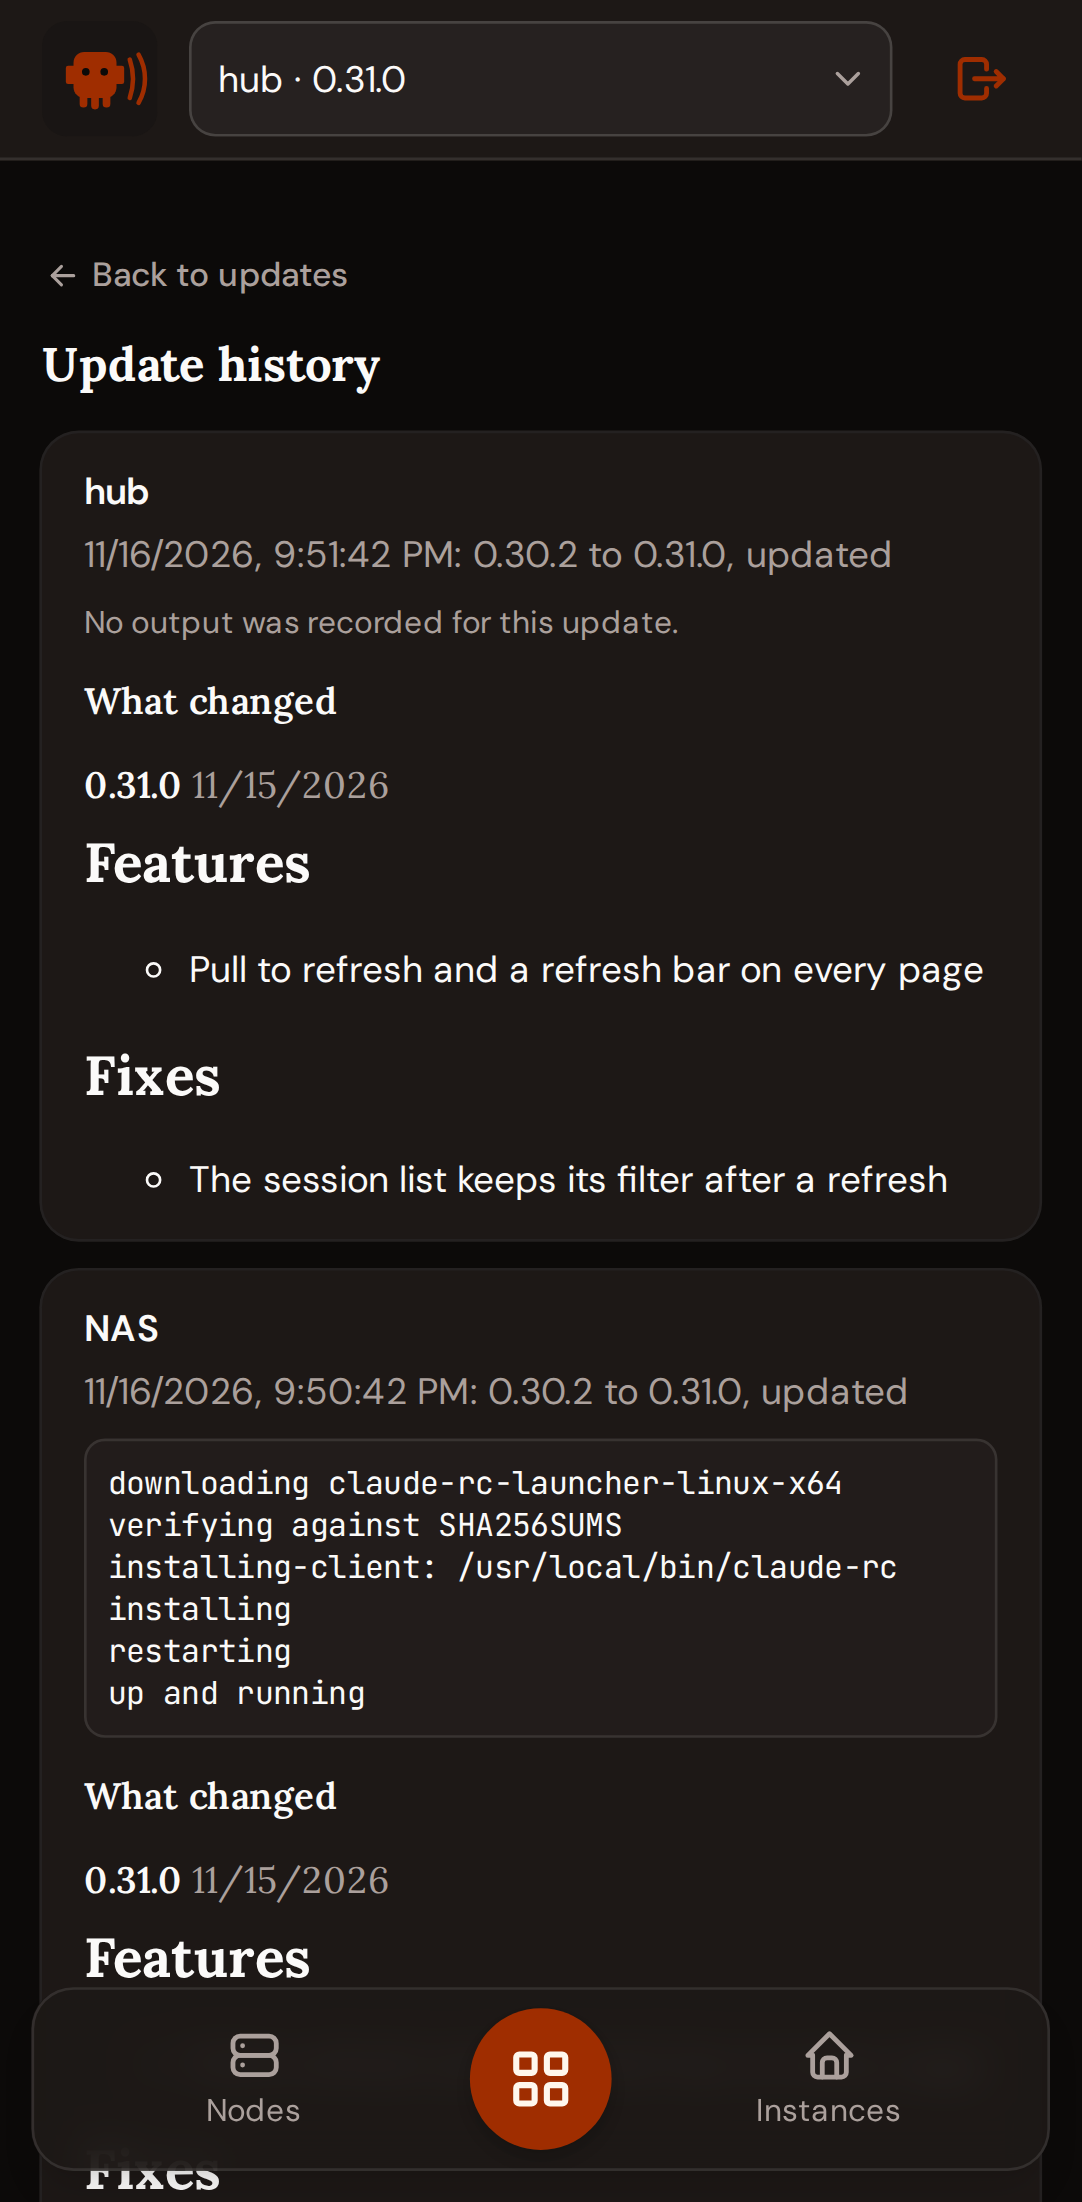 hub · 0.31.0
Back to updates
Update history
hub
11/16/2026, 9:51:42 PM: 0.30.2 to 0.31.0, updated
No output was recorded for this update.
What changed
0.31.0 11/15/2026
Features
Pull to refresh and a refresh bar on every page
Fixes
The session list keeps its filter after a refresh
NAS
11/16/2026, 9:50:42 PM: 0.30.2 to 0.31.0, updated
downloading claude-rc-launcher-linux-x64
verifying against SHA256SUMS
installing-client: /usr/local/bin/claude-rc
installing
restarting
up and running
What changed
0.31.0 11/15/2026
Features
Nodes
Instances
Fixes